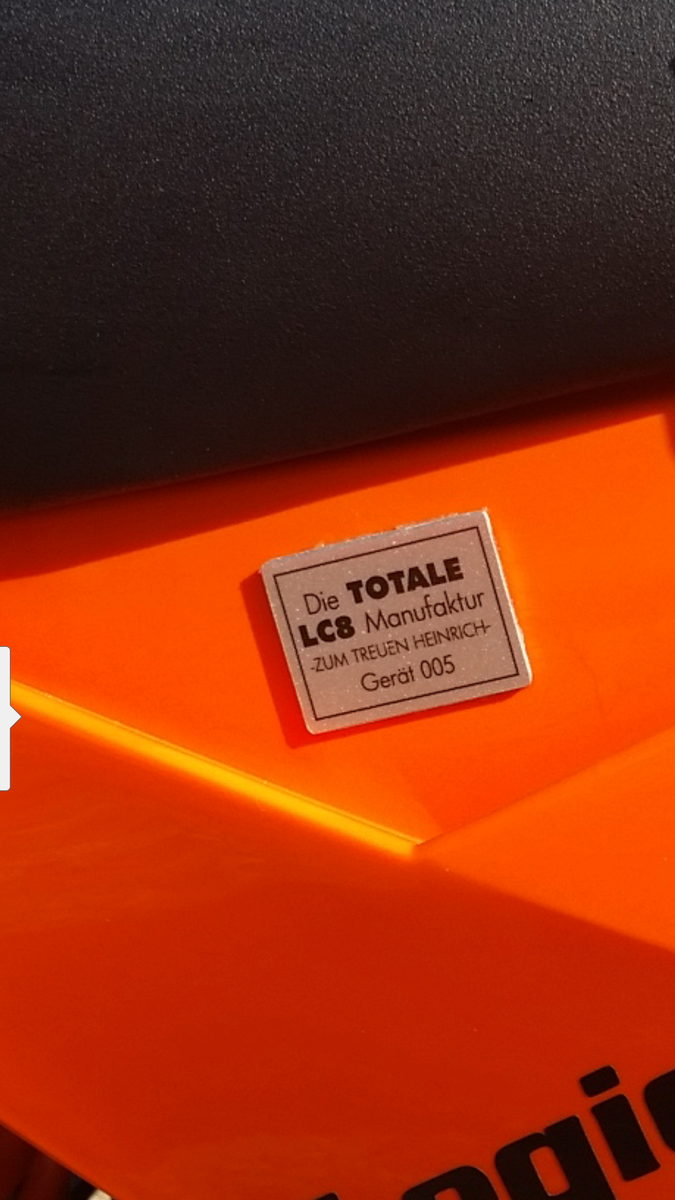 Die TOTALE
LC8 Manufaktur
-ZUM TREUEN HEINRICH-
Gerät 005